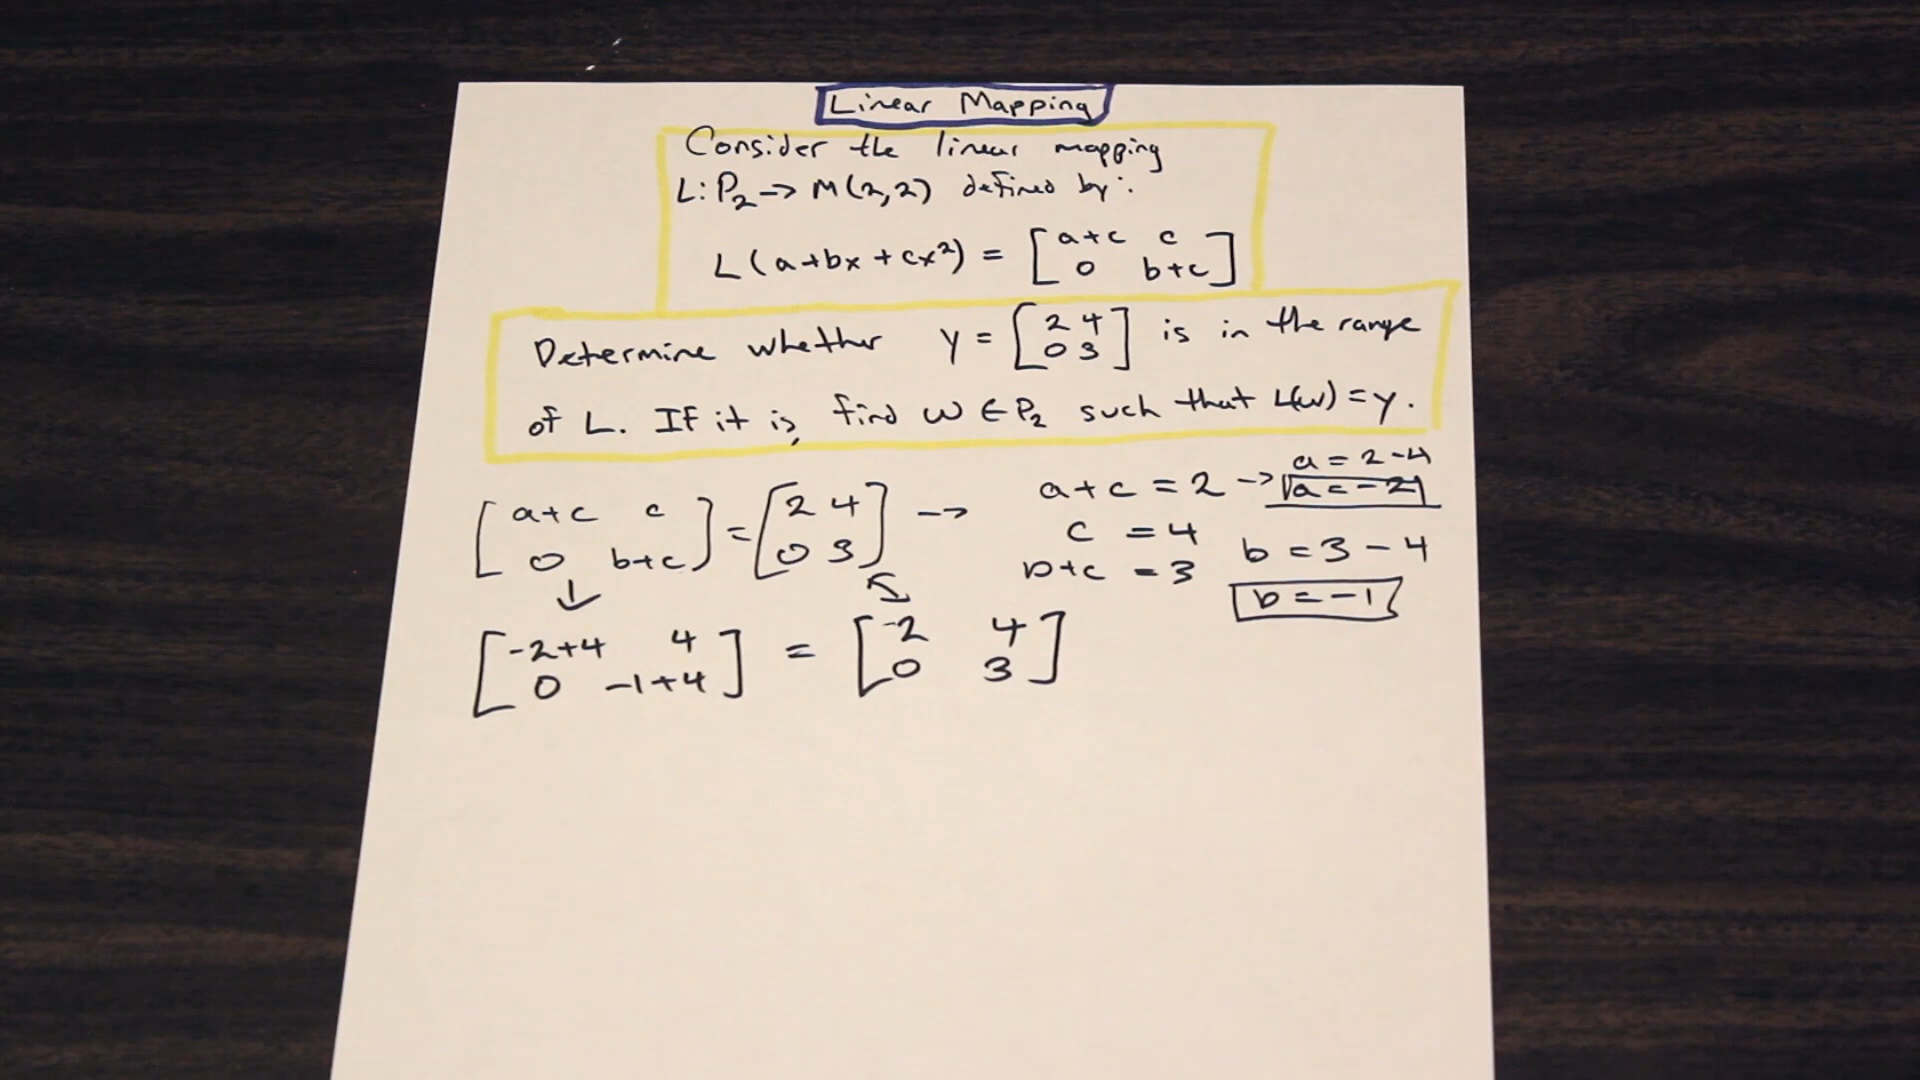 Linear Mapping
Consider the linear mapping
L: P₂ → M(2,2) defined by:
L(a+bx+cx²) = [a+c c
0 b+c]
Determine whether y = [2 4
0 3] is in the range
of L. If it is, find w ∈ P₂ such that L(w) = y.
[a+c c
0 b+c] = [2 4
0 3] →
a+c = 2 → a = 2-4
a = -2
c = 4
b+c = 3
b = 3-4
b = -1
↓
[-2+4 4
0 -1+4] = [-2 4
0 3]